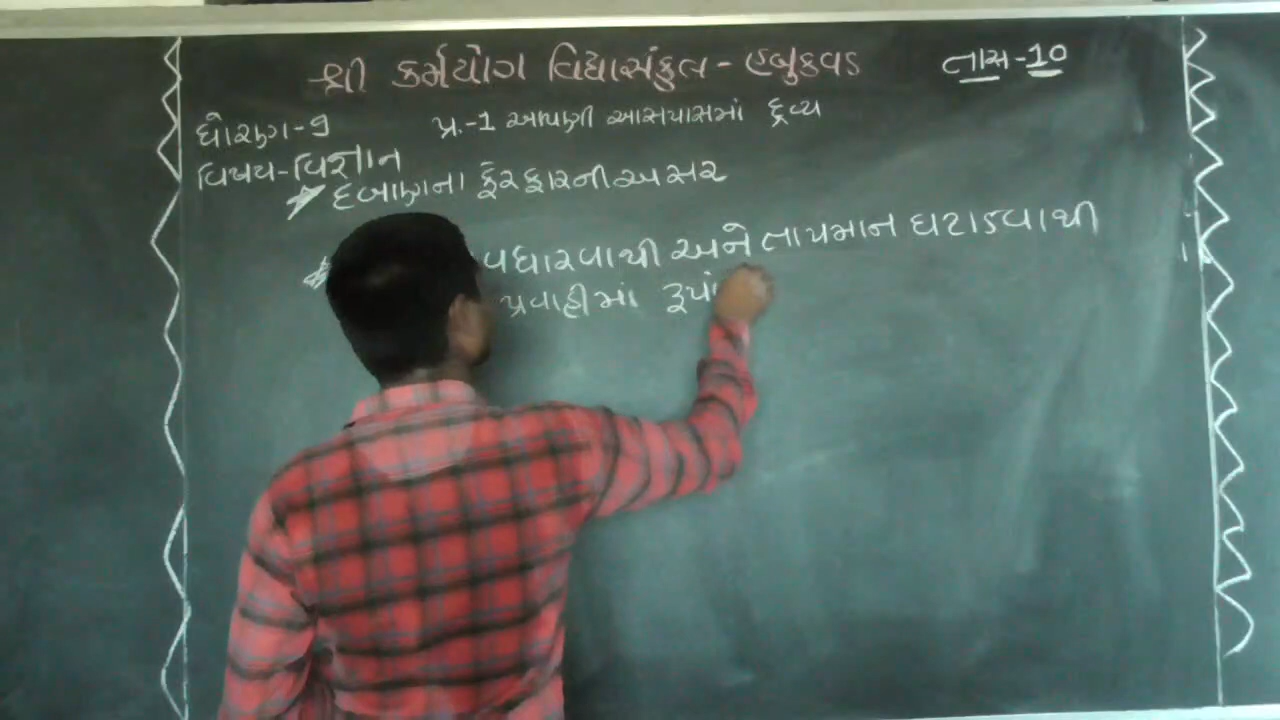 શ્રી કર્મયોગ વિદ્યાસંકુલ - હબુકવડ
તાસ-10
ધોરણ-9
પ્ર.-1 આપણી આસપાસમાં દ્રવ્ય
વિષય-વિજ્ઞાન
* દબાણના ફેરફારની અસર
* વધારવાથી અને તાપમાન ઘટાડવાથી
પ્રવાહીમાં રૂપાં